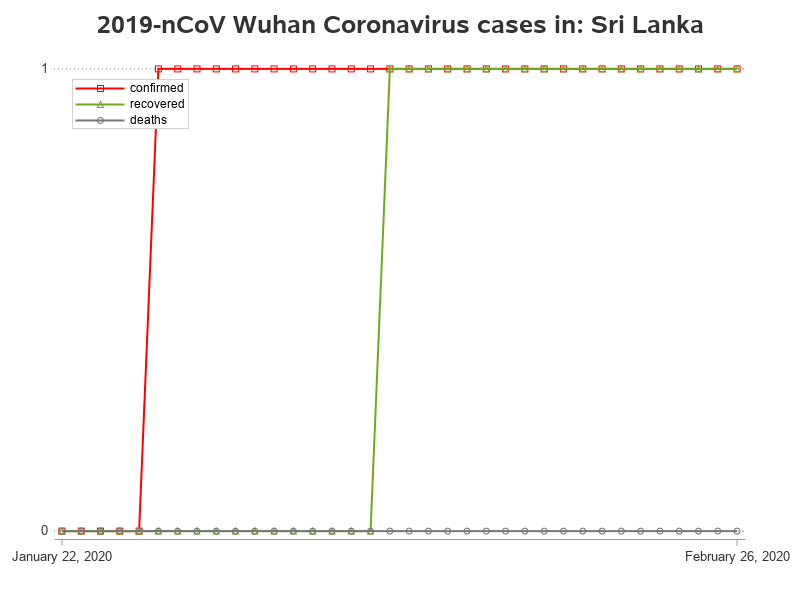 2019-nCoV Wuhan Coronavirus cases in: Sri Lanka
1
confirmed
recovered
deaths
0
January 22, 2020
February 26, 2020